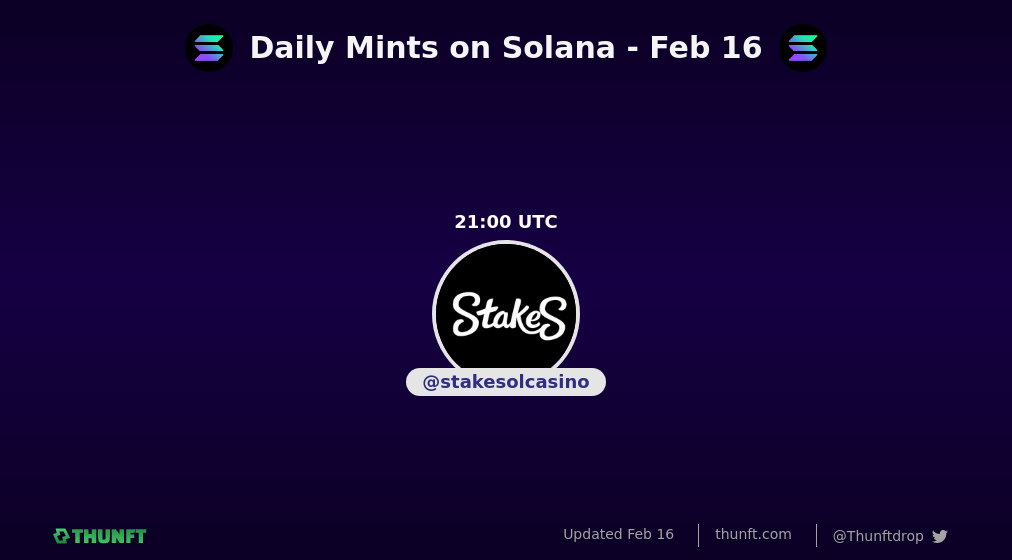 Daily Mints on Solana - Feb 16
21:00 UTC
StakeS
@stakesolcasino
THUNFT
Updated Feb 16
thunft.com
@Thunftdrop